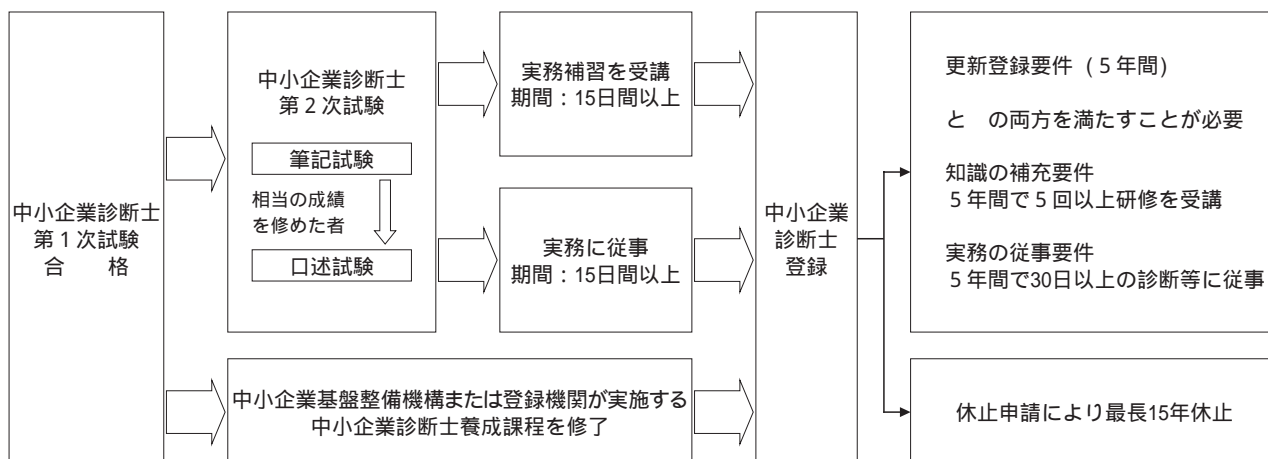 中小企業診断士
第１次試験
合　　格
中小企業診断士
第２次試験
筆記試験
相当の成績
を修めた者
口述試験
実務補習を受講
期間：15日間以上
実務に従事
期間：15日間以上
中小企業基盤整備機構または登録機関が実施する
中小企業診断士養成課程を修了
中小企業
診断士
登録
更新登録要件（５年間）
と　の両方を満たすことが必要
知識の補充要件
５年間で５回以上研修を受講
実務の従事要件
５年間で30日以上の診断等に従事
休止申請により最長15年休止